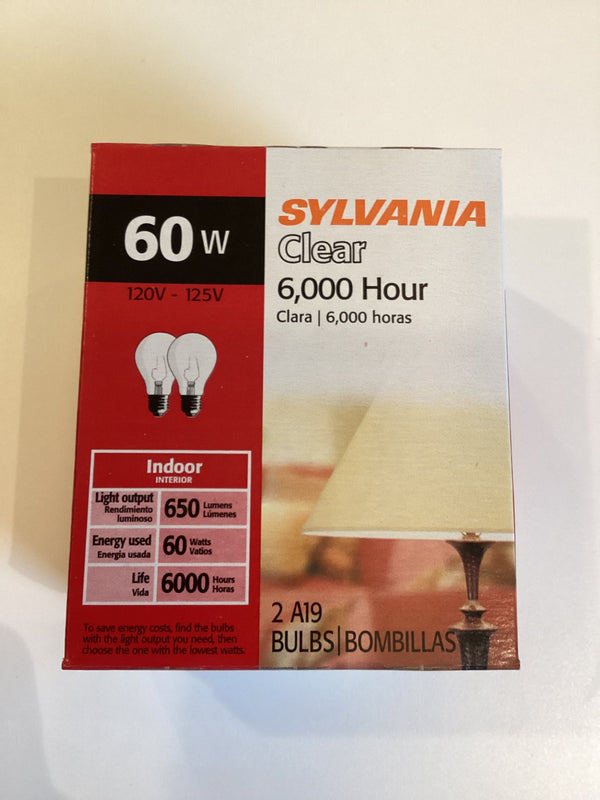 60 W
120V - 125V
Indoor
INTERIOR
Light output
Rendimiento
luminoso
650 Lumens
Lúmenes
Energy used
Energia usada
60 Watts
Vatios
Life
Vida
6000 Hours
Horas
To save energy costs, find the bulbs
with the light output you need, then
choose the one with the lowest watts.
SYLVANIA
Clear
6,000 Hour
Clara | 6,000 horas
2 A19
BULBS|BOMBILLAS